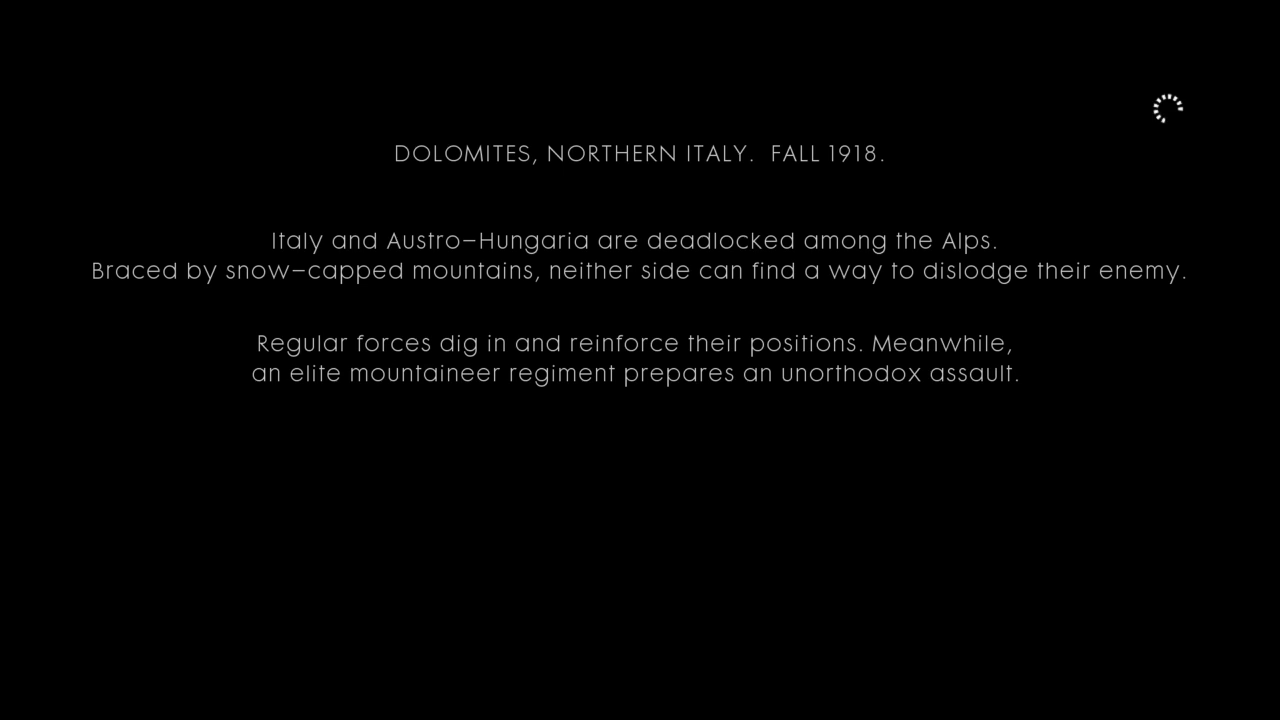 DOLOMITES, NORTHERN ITALY.  FALL 1918.
Italy and Austro–Hungaria are deadlocked among the Alps.
Braced by snow–capped mountains, neither side can find a way to dislodge their enemy.
Regular forces dig in and reinforce their positions. Meanwhile,
an elite mountaineer regiment prepares an unorthodox assault.